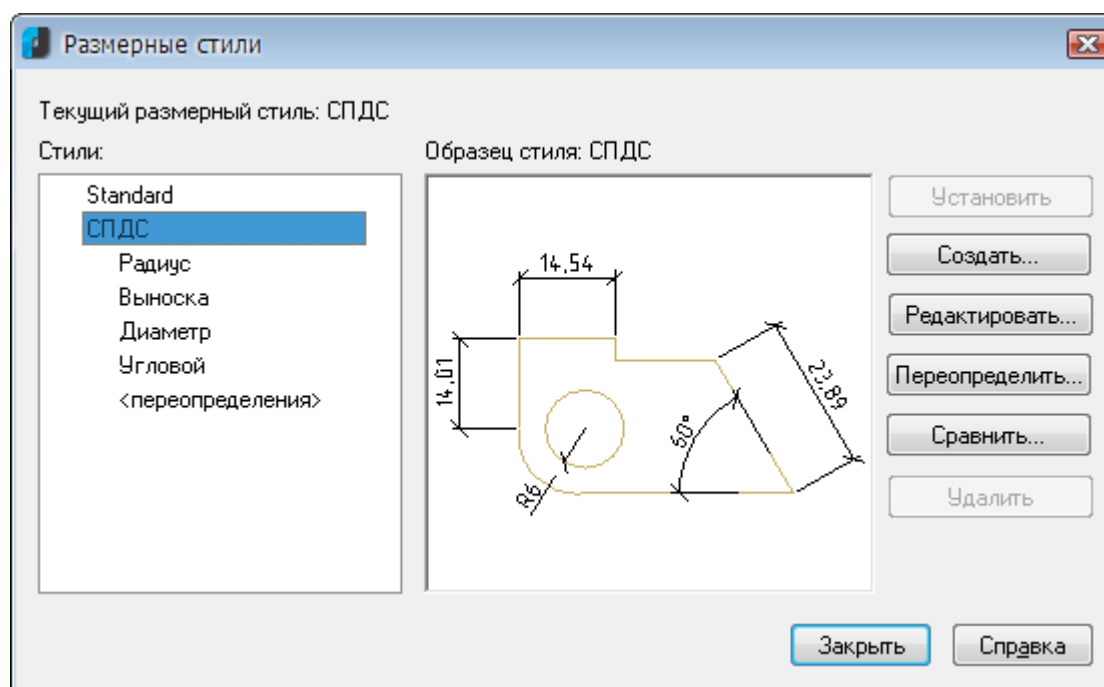 Размерные стили
Текущий размерный стиль: СПДС
Стили:
Образец стиля: СПДС
Standard
СПДС
Радиус
Выноска
Диаметр
Угловой
<переопределения>
14,54
14,01
23,89
60°
R6
Установить
Создать...
Редактировать...
Переопределить...
Сравнить...
Удалить
Закрыть
Справка